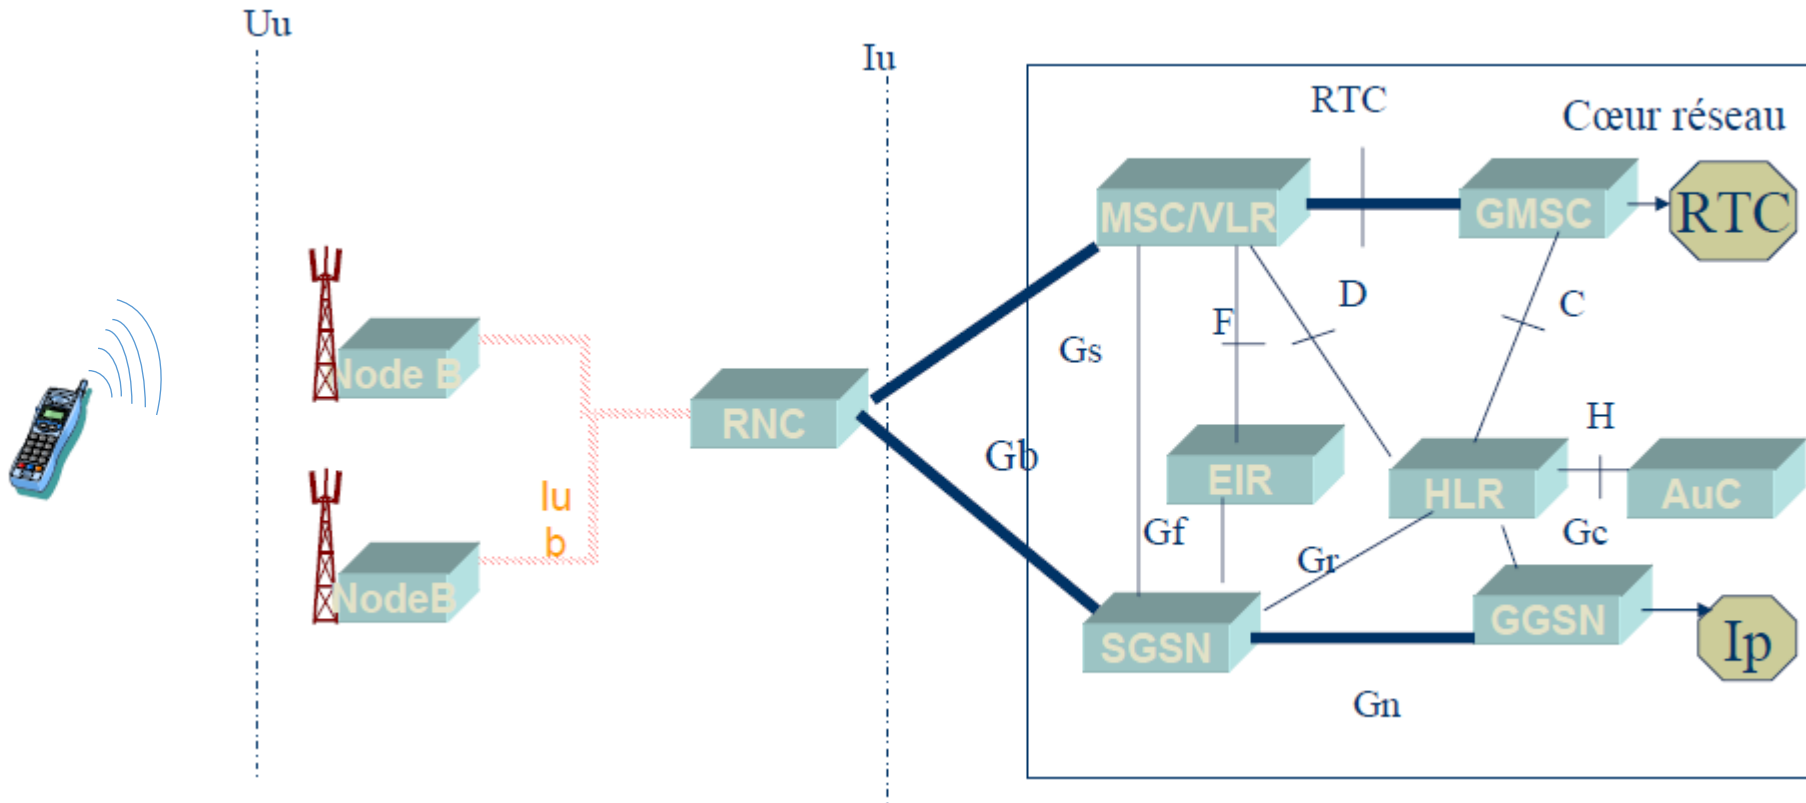 Uu
Iu
RTC
Cœur réseau
MSC/VLR
GMSC
RTC
D
C
F
Gs
Node B
RNC
H
Gb
EIR
HLR
AuC
Iu
b
Gf
Gr
Gc
NodeB
SGSN
GGSN
Ip
Gn